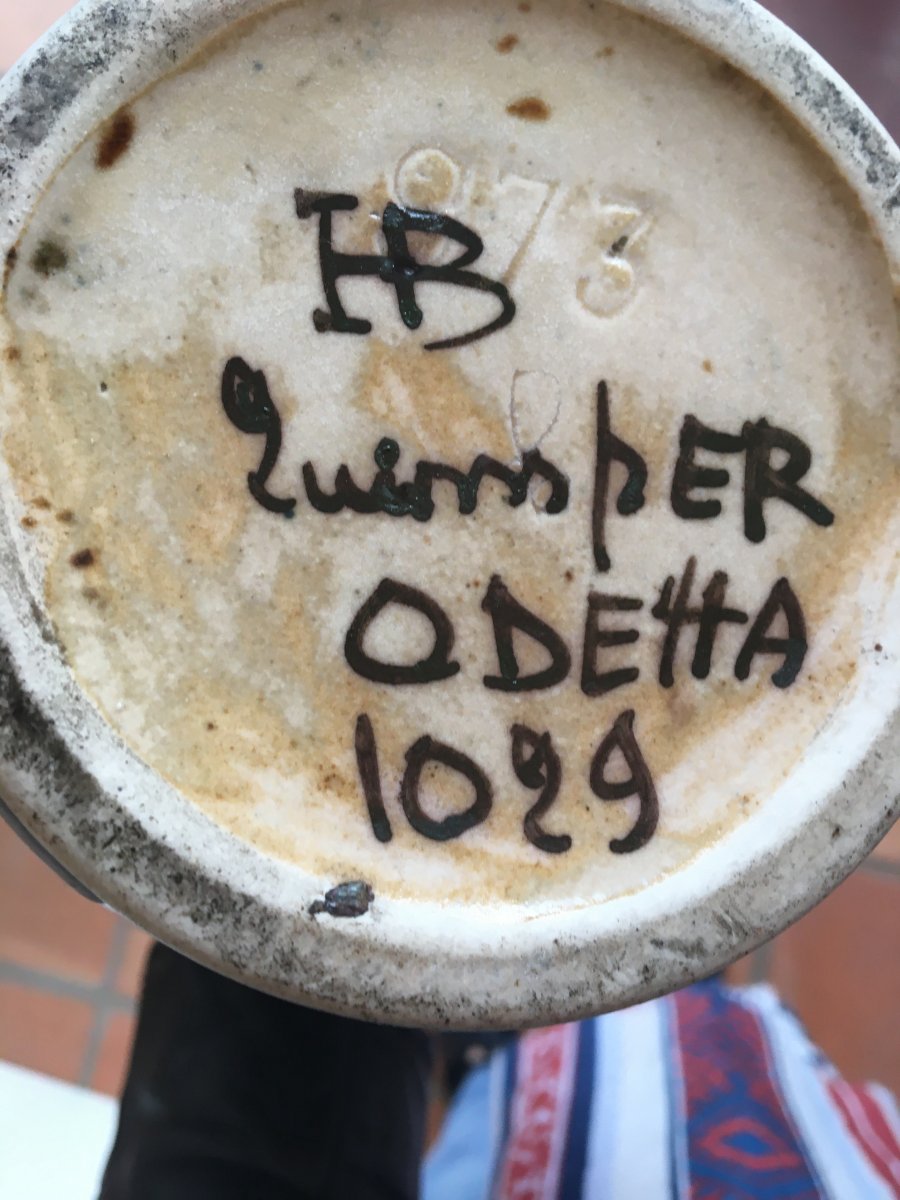 HB
QuimpER
ODETTA
1029